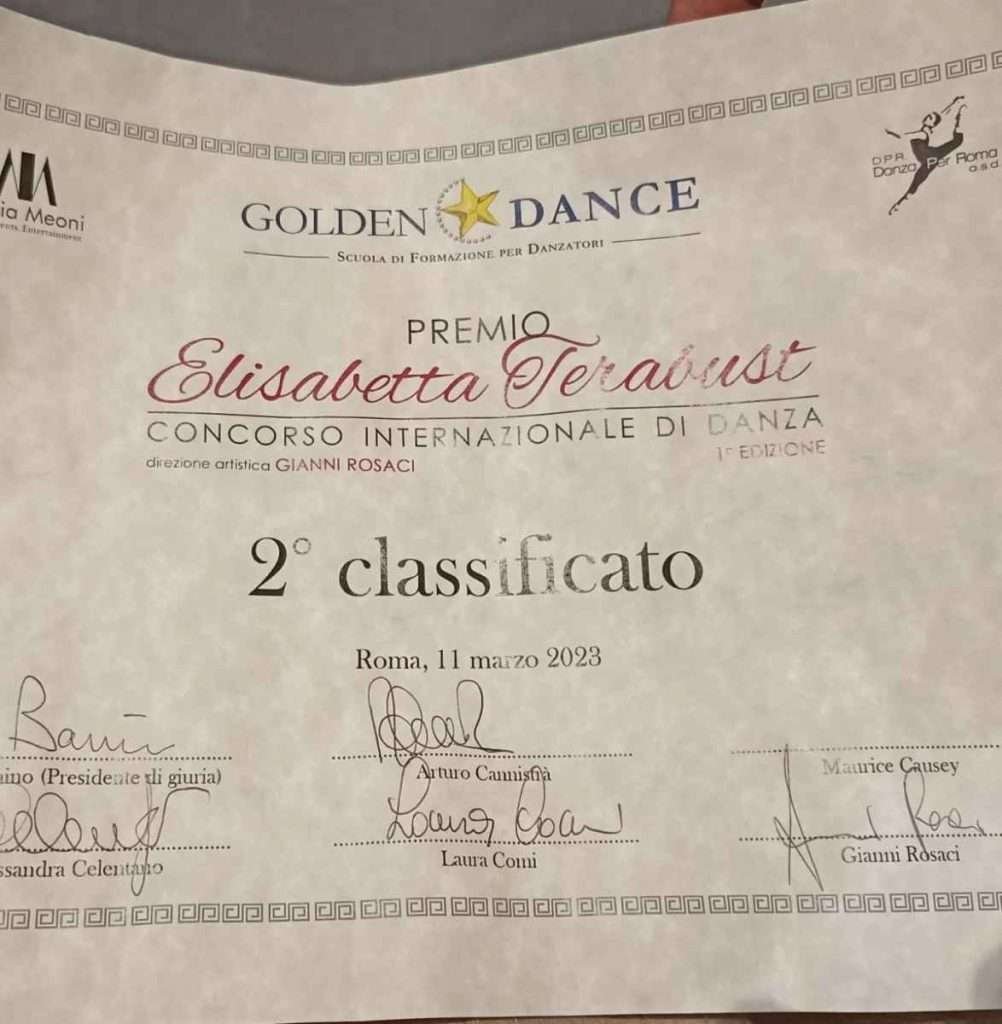 ia Meoni
GOLDEN DANCE
SCUOLA DI FORMAZIONE PER DANZATORI
D.P.R.
Danza Per Roma
a.s.d.
PREMIO
Elisabetta Terabust
CONCORSO INTERNAZIONALE DI DANZA
1° EDIZIONE
direzione artistica GIANNI ROSACI
2° classificato
Roma, 11 marzo 2023
ino (Presidente di giuria)
Arturo Cannistrà
Maurice Causey
ssandra Celentano
Laura Comi
Gianni Rosaci